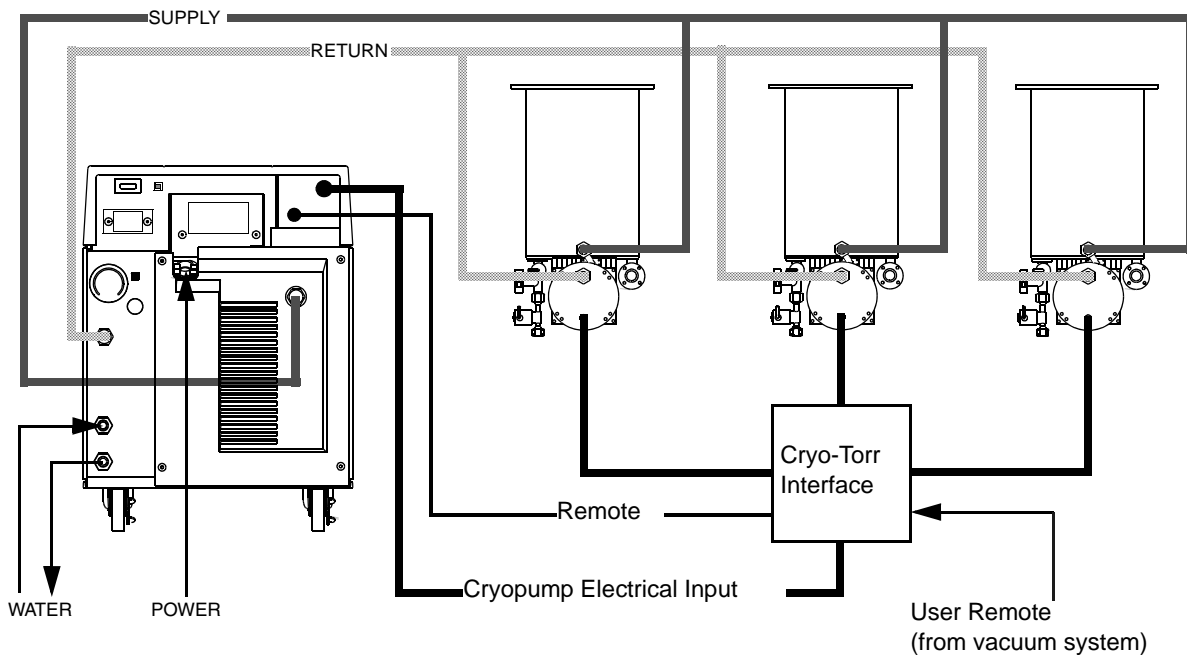 SUPPLY
RETURN
Cryo-Torr
Interface
Remote
Cryopump Electrical Input
WATER
POWER
User Remote
(from vacuum system)